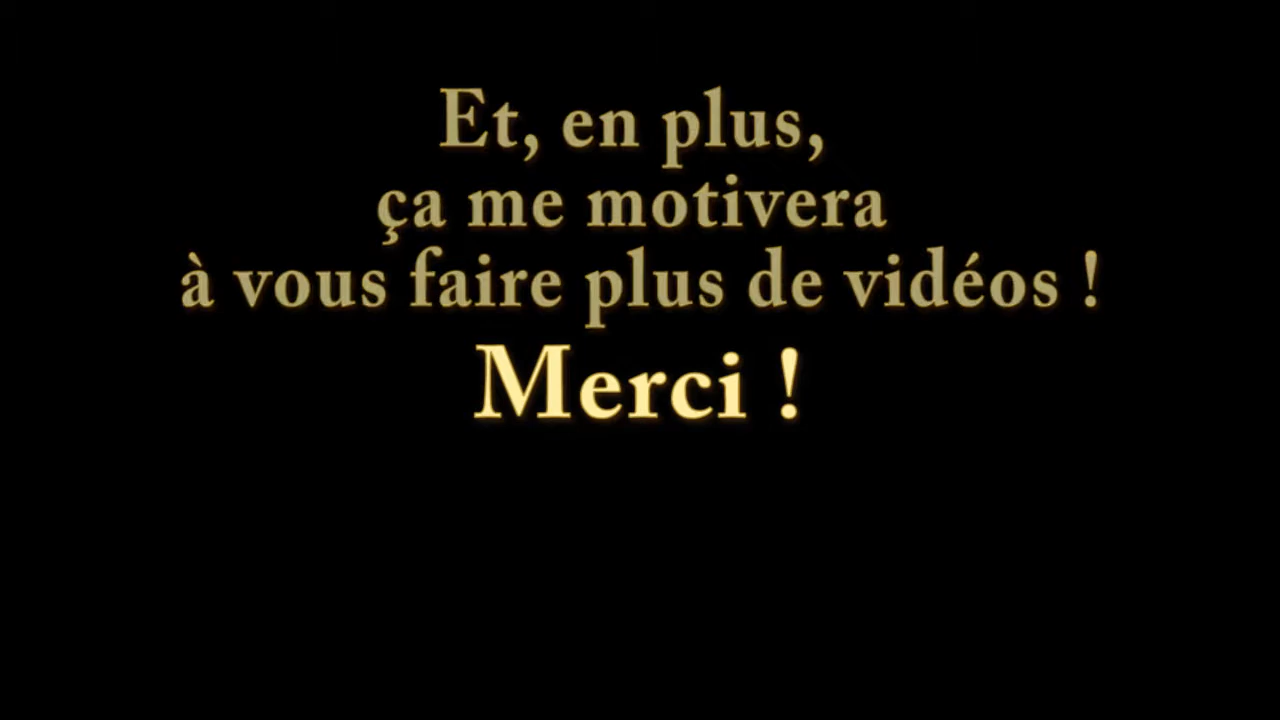 Et, en plus,
ça me motivera
à vous faire plus de vidéos !
Merci !